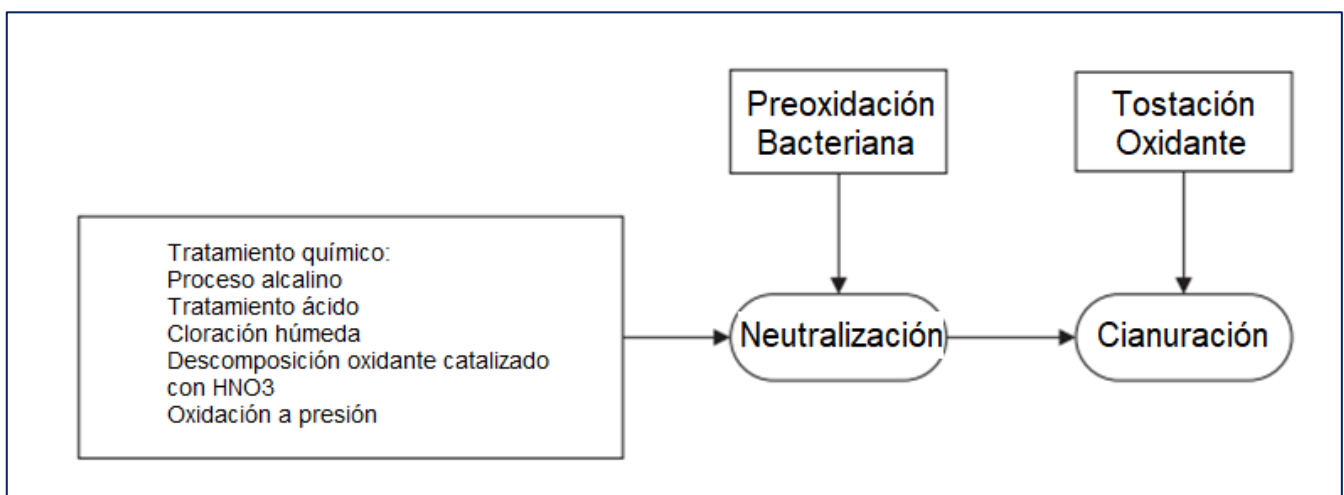 Preoxidación
Bacteriana
Tostación
Oxidante
Tratamiento químico:
Proceso alcalino
Tratamiento ácido
Cloración húmeda
Descomposición oxidante catalizado
con HNO3
Oxidación a presión
Neutralización
Cianuración